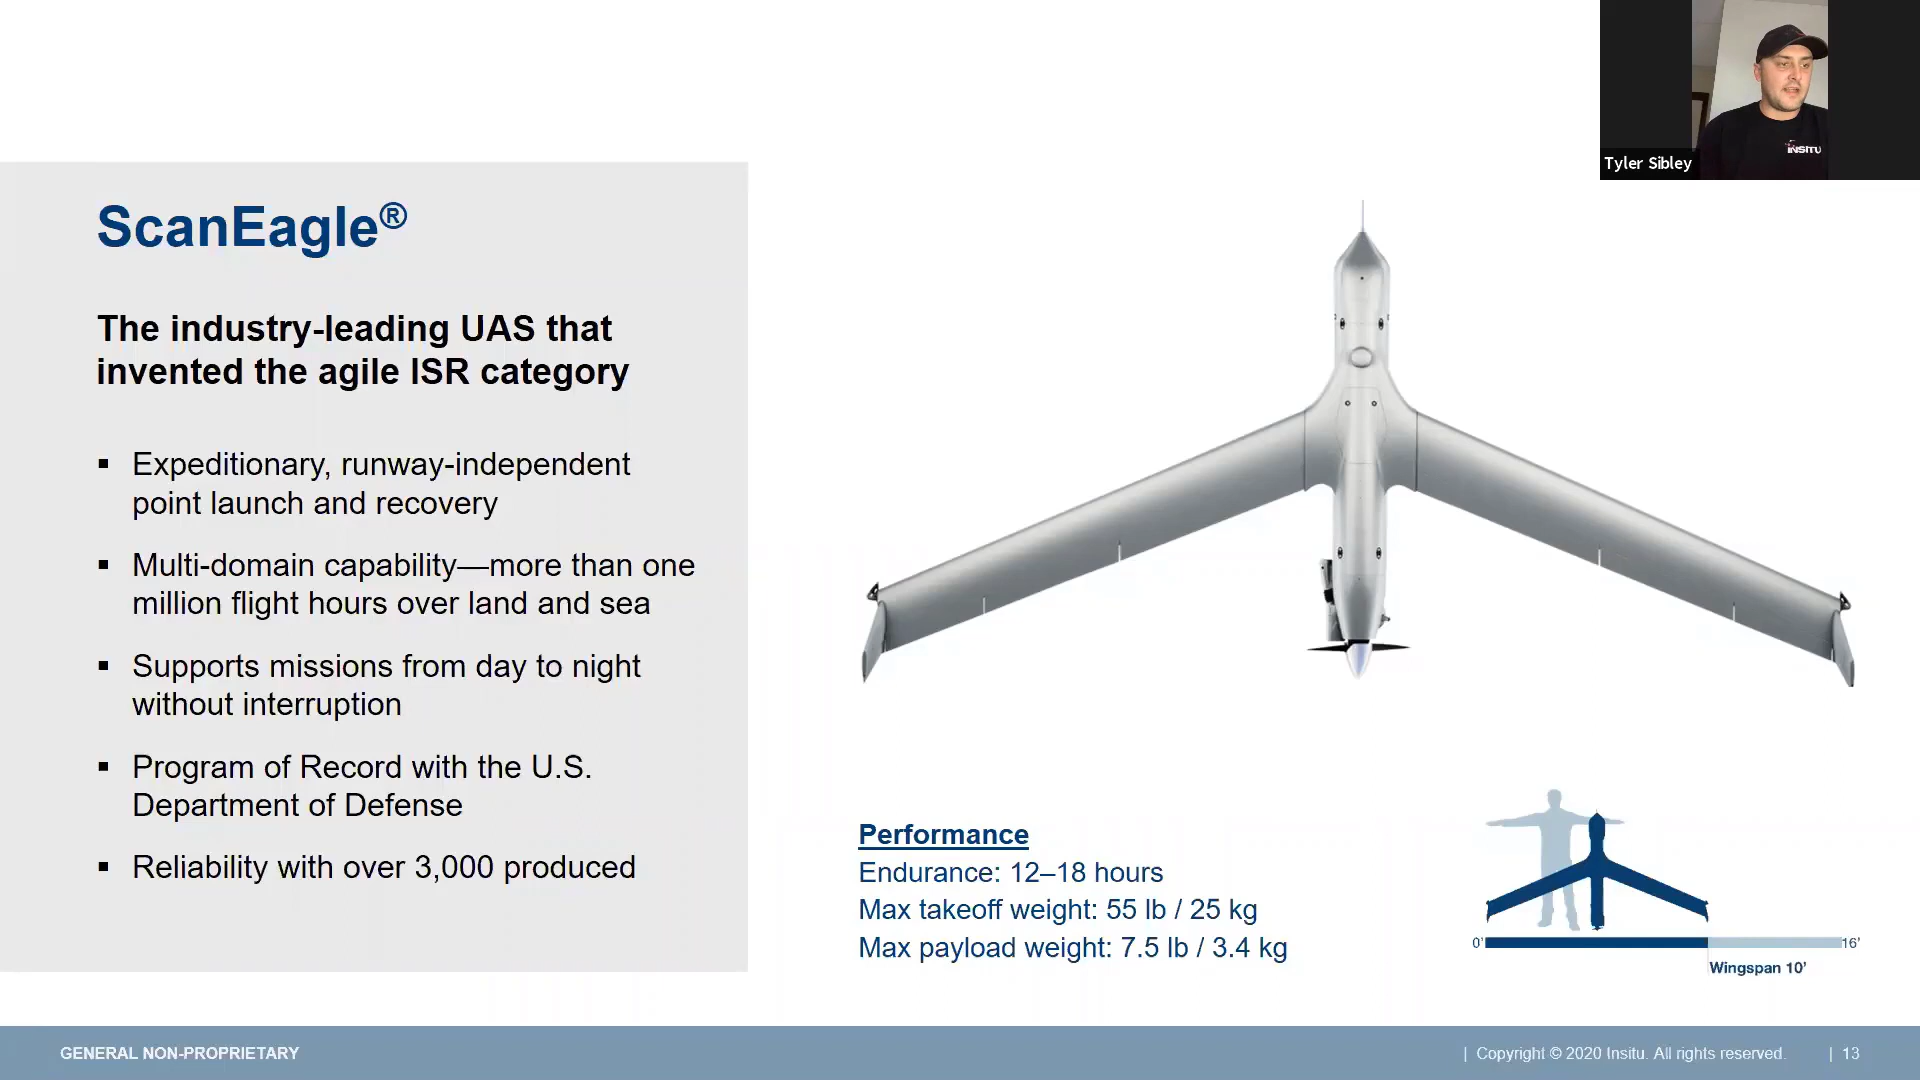 INSITU
Tyler Sibley
ScanEagle®
The industry-leading UAS that
invented the agile ISR category
▪ Expeditionary, runway-independent
point launch and recovery
▪ Multi-domain capability—more than one
million flight hours over land and sea
▪ Supports missions from day to night
without interruption
▪ Program of Record with the U.S.
Department of Defense
▪ Reliability with over 3,000 produced
Performance
Endurance: 12–18 hours
Max takeoff weight: 55 lb / 25 kg
Max payload weight: 7.5 lb / 3.4 kg
0' 16'
Wingspan 10'
GENERAL NON-PROPRIETARY
| Copyright © 2020 Insitu. All rights reserved. | 13